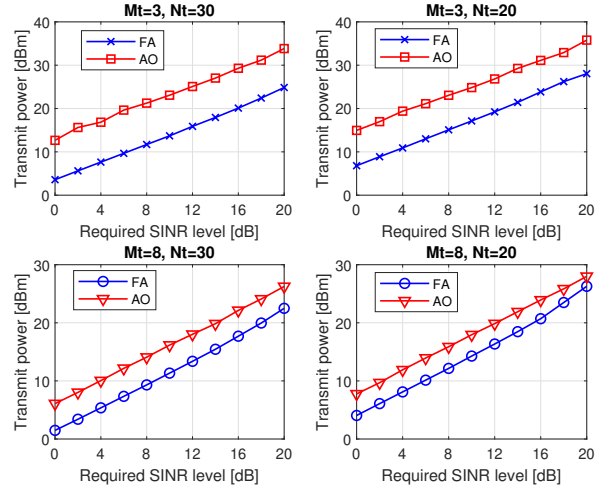 Mt=3, Nt=30
Transmit power [dBm]
40
30
20
10
0
FA
AO
0 4 8 12 16 20
Required SINR level [dB]
Mt=3, Nt=20
Transmit power [dBm]
40
30
20
10
0
FA
AO
0 4 8 12 16 20
Required SINR level [dB]
Mt=8, Nt=30
Transmit power [dBm]
30
20
10
0
FA
AO
0 4 8 12 16 20
Required SINR level [dB]
Mt=8, Nt=20
Transmit power [dBm]
30
20
10
0
FA
AO
0 4 8 12 16 20
Required SINR level [dB]